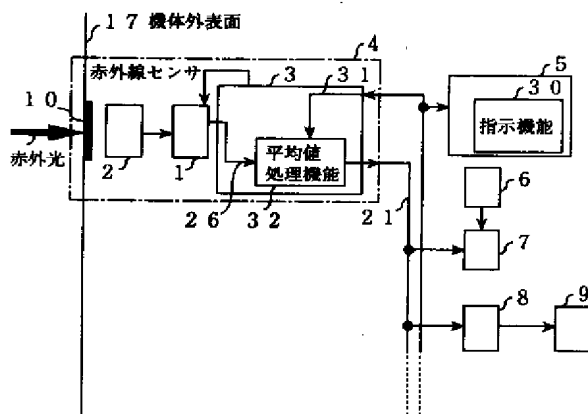 １７ 機体外表面
４
赤外線センサ
３
３１
５
３０
指示機能
１０
赤外光
２
１
平均値
処理機能
２６
３２
２１
６
７
８
９